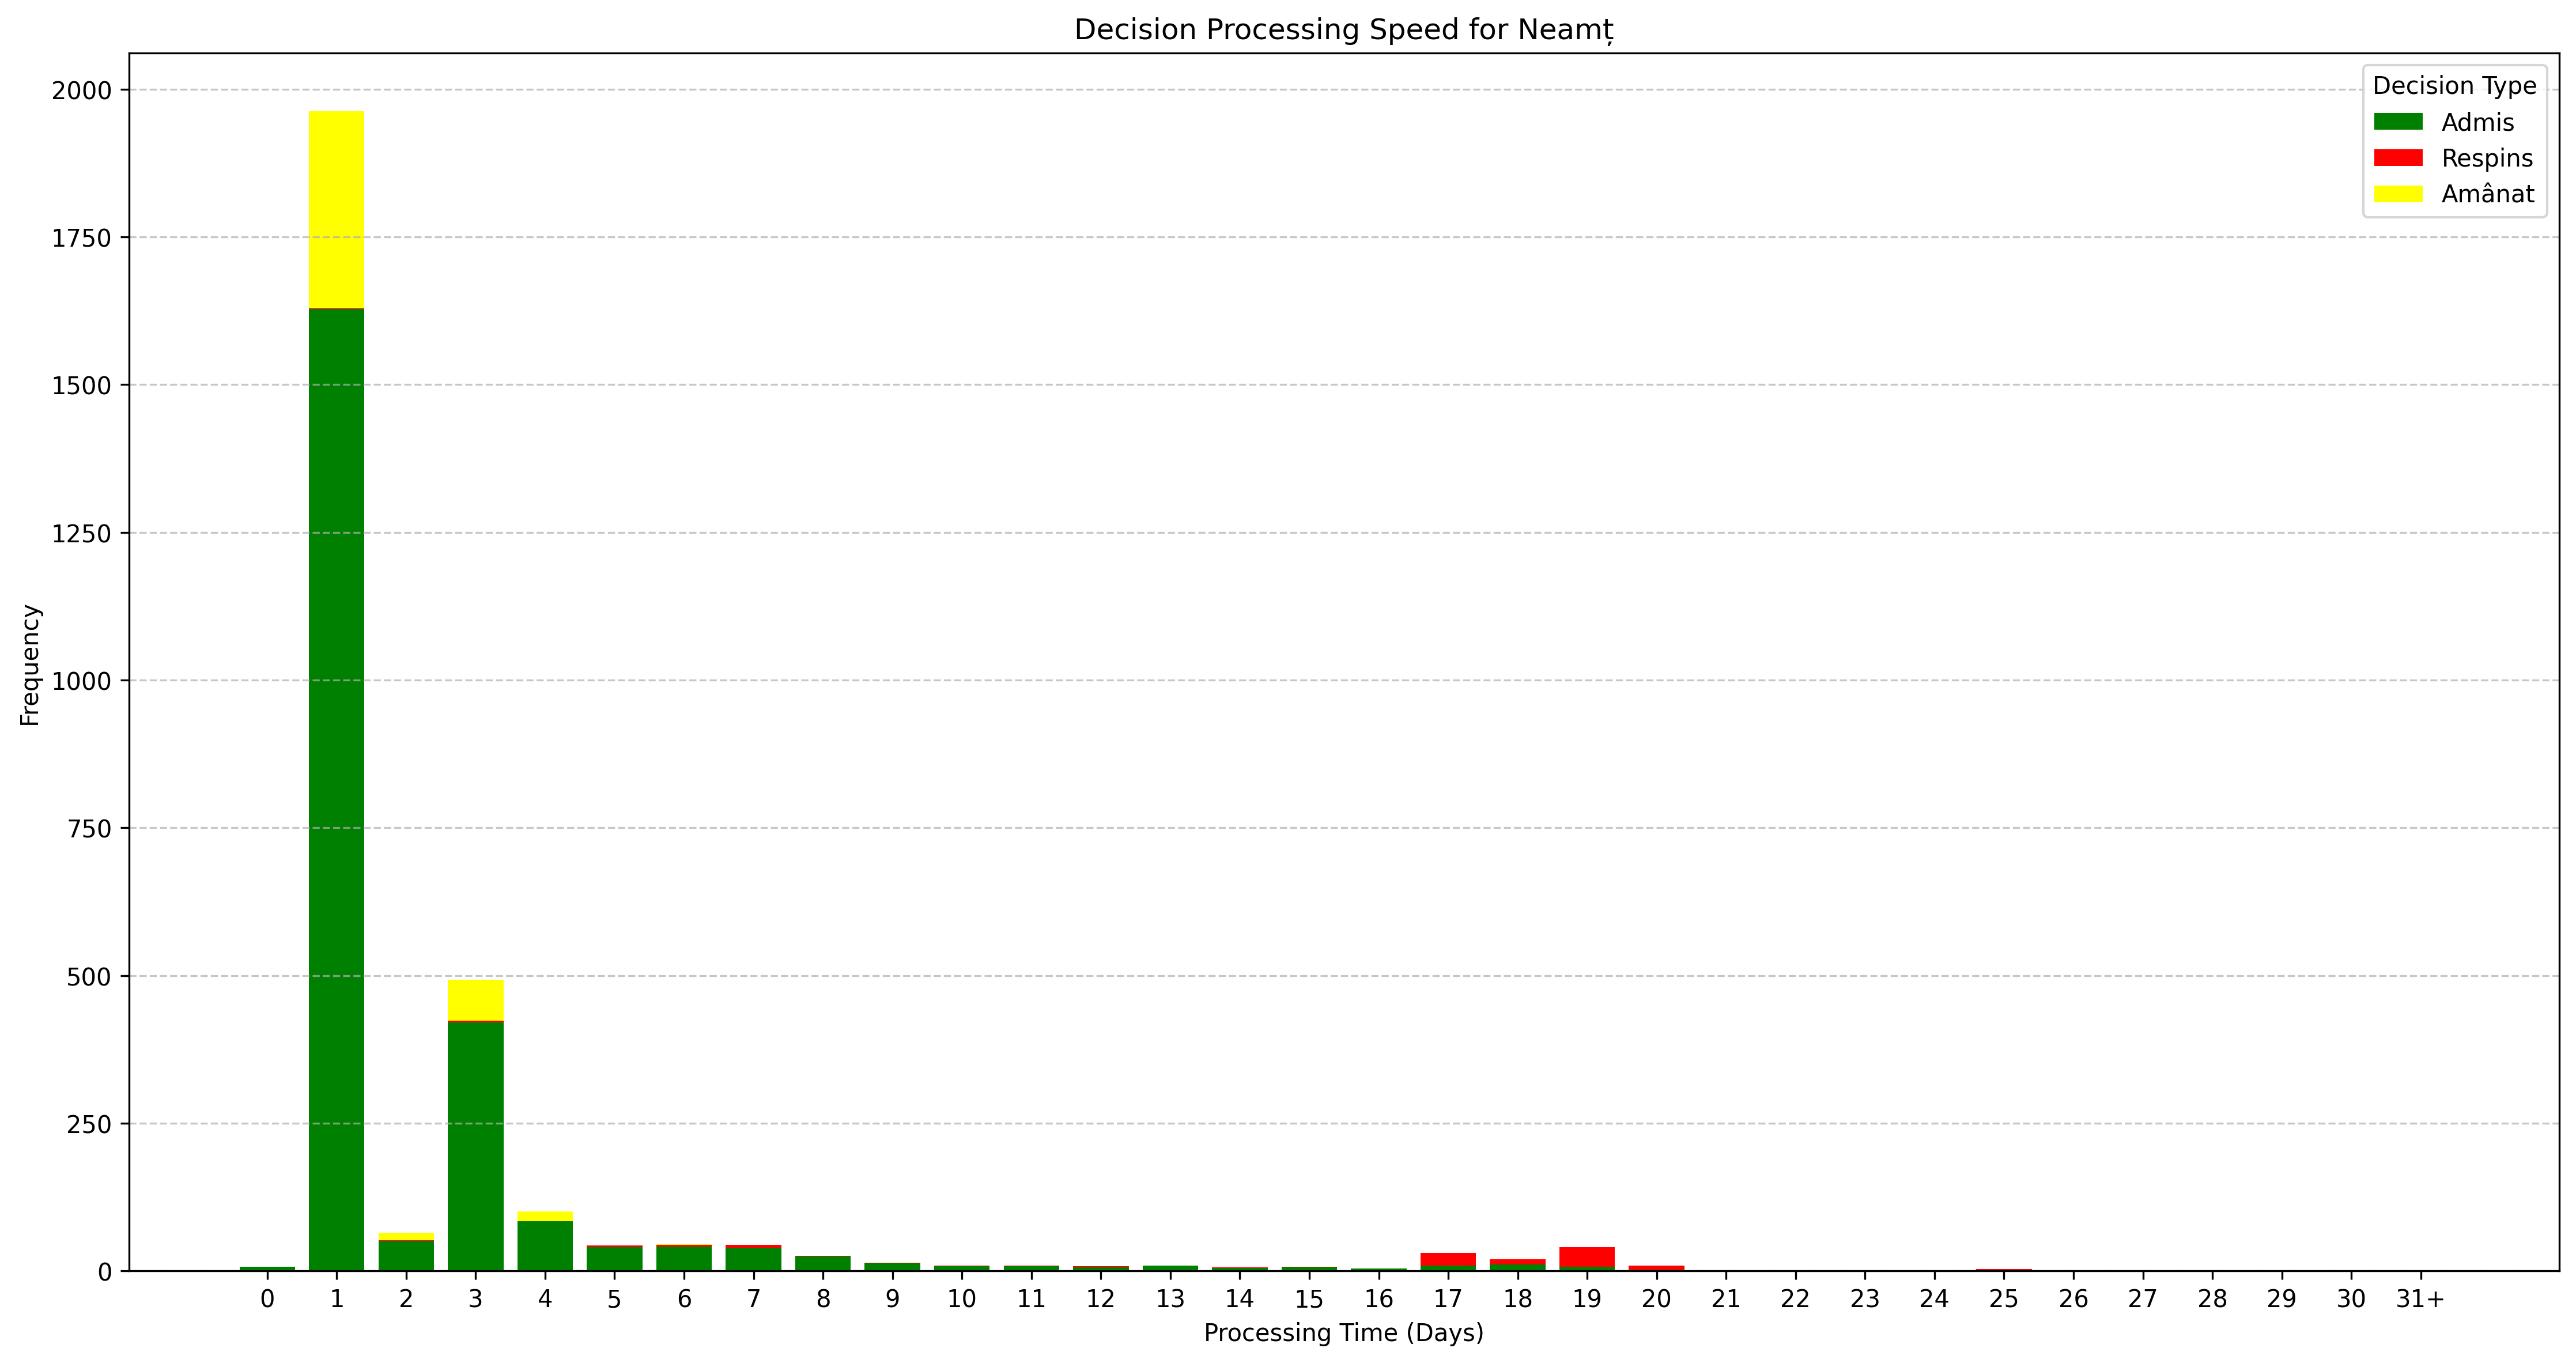 Decision Processing Speed for Neamț
Decision Type
Admis
Respins
Amânat
Frequency
2000
1750
1500
1250
1000
750
500
250
0
0 1 2 3 4 5 6 7 8 9 10 11 12 13 14 15 16 17 18 19 20 21 22 23 24 25 26 27 28 29 30 31+
Processing Time (Days)